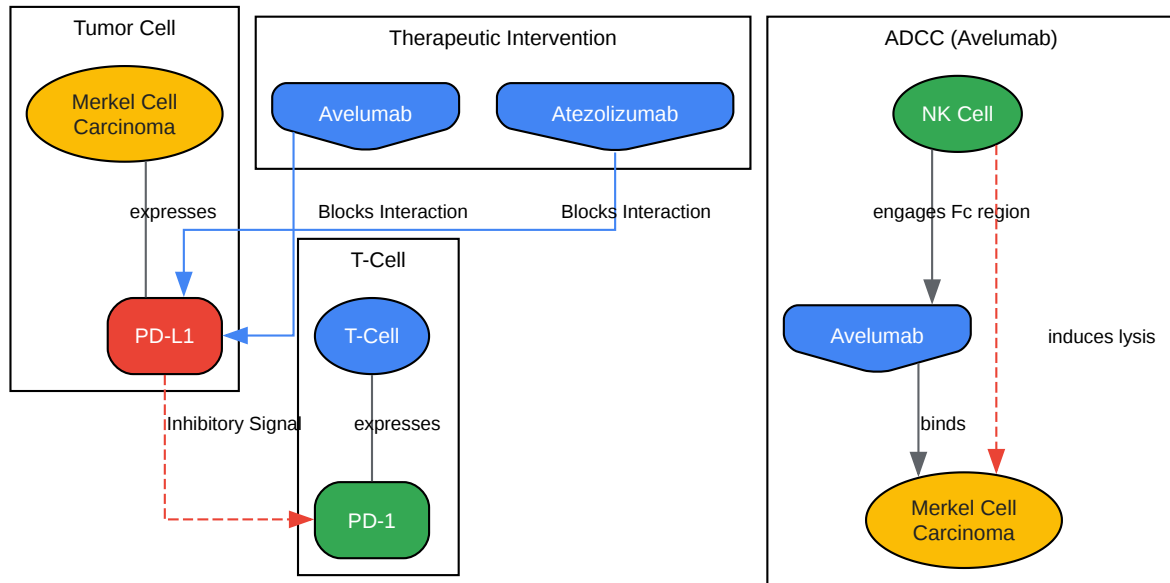 Tumor Cell
Merkel Cell
Carcinoma
expresses
PD-L1
Inhibitory Signal
Therapeutic Intervention
Avelumab
Atezolizumab
Blocks Interaction
Blocks Interaction
T-Cell
T-Cell
expresses
PD-1
ADCC (Avelumab)
NK Cell
engages Fc region
Avelumab
induces lysis
binds
Merkel Cell
Carcinoma